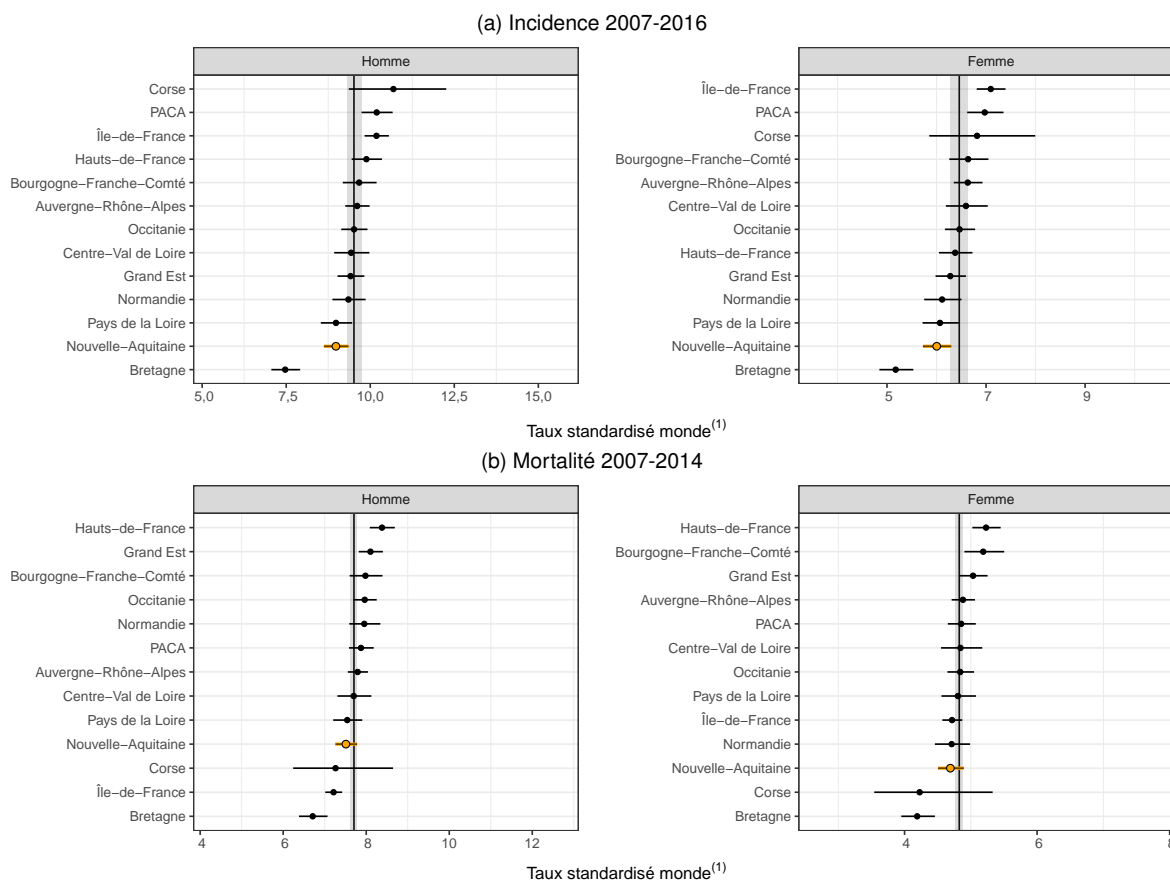 (a) Incidence 2007-2016
Homme
Corse
PACA
Île−de−France
Hauts−de−France
Bourgogne−Franche−Comté
Auvergne−Rhône−Alpes
Occitanie
Centre−Val de Loire
Grand Est
Normandie
Pays de la Loire
Nouvelle−Aquitaine
Bretagne
5,0 7,5 10,0 12,5 15,0
Femme
Île−de−France
PACA
Corse
Bourgogne−Franche−Comté
Auvergne−Rhône−Alpes
Centre−Val de Loire
Occitanie
Hauts−de−France
Grand Est
Normandie
Pays de la Loire
Nouvelle−Aquitaine
Bretagne
5 7 9
Taux standardisé monde(1)
(b) Mortalité 2007-2014
Homme
Hauts−de−France
Grand Est
Bourgogne−Franche−Comté
Occitanie
Normandie
PACA
Auvergne−Rhône−Alpes
Centre−Val de Loire
Pays de la Loire
Nouvelle−Aquitaine
Corse
Île−de−France
Bretagne
4 6 8 10 12
Femme
Hauts−de−France
Bourgogne−Franche−Comté
Grand Est
Auvergne−Rhône−Alpes
PACA
Centre−Val de Loire
Occitanie
Pays de la Loire
Île−de−France
Normandie
Nouvelle−Aquitaine
Corse
Bretagne
4 6 8
Taux standardisé monde(1)